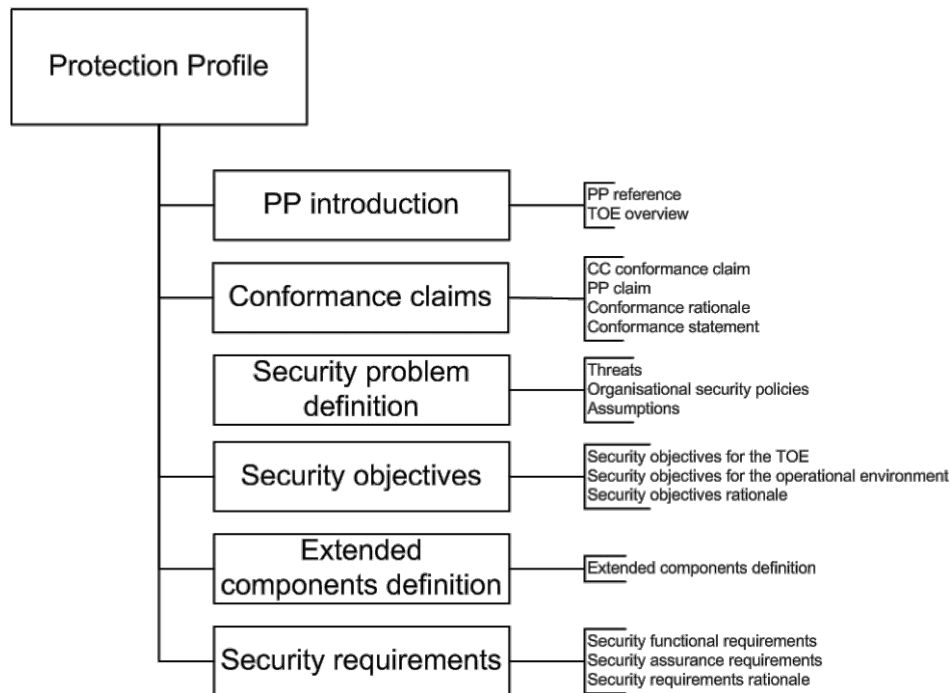 Protection Profile
PP introduction
PP reference
TOE overview
Conformance claims
CC conformance claim
PP claim
Conformance rationale
Conformance statement
Security problem
definition
Threats
Organisational security policies
Assumptions
Security objectives
Security objectives for the TOE
Security objectives for the operational environment
Security objectives rationale
Extended
components definition
Extended components definition
Security requirements
Security functional requirements
Security assurance requirements
Security requirements rationale